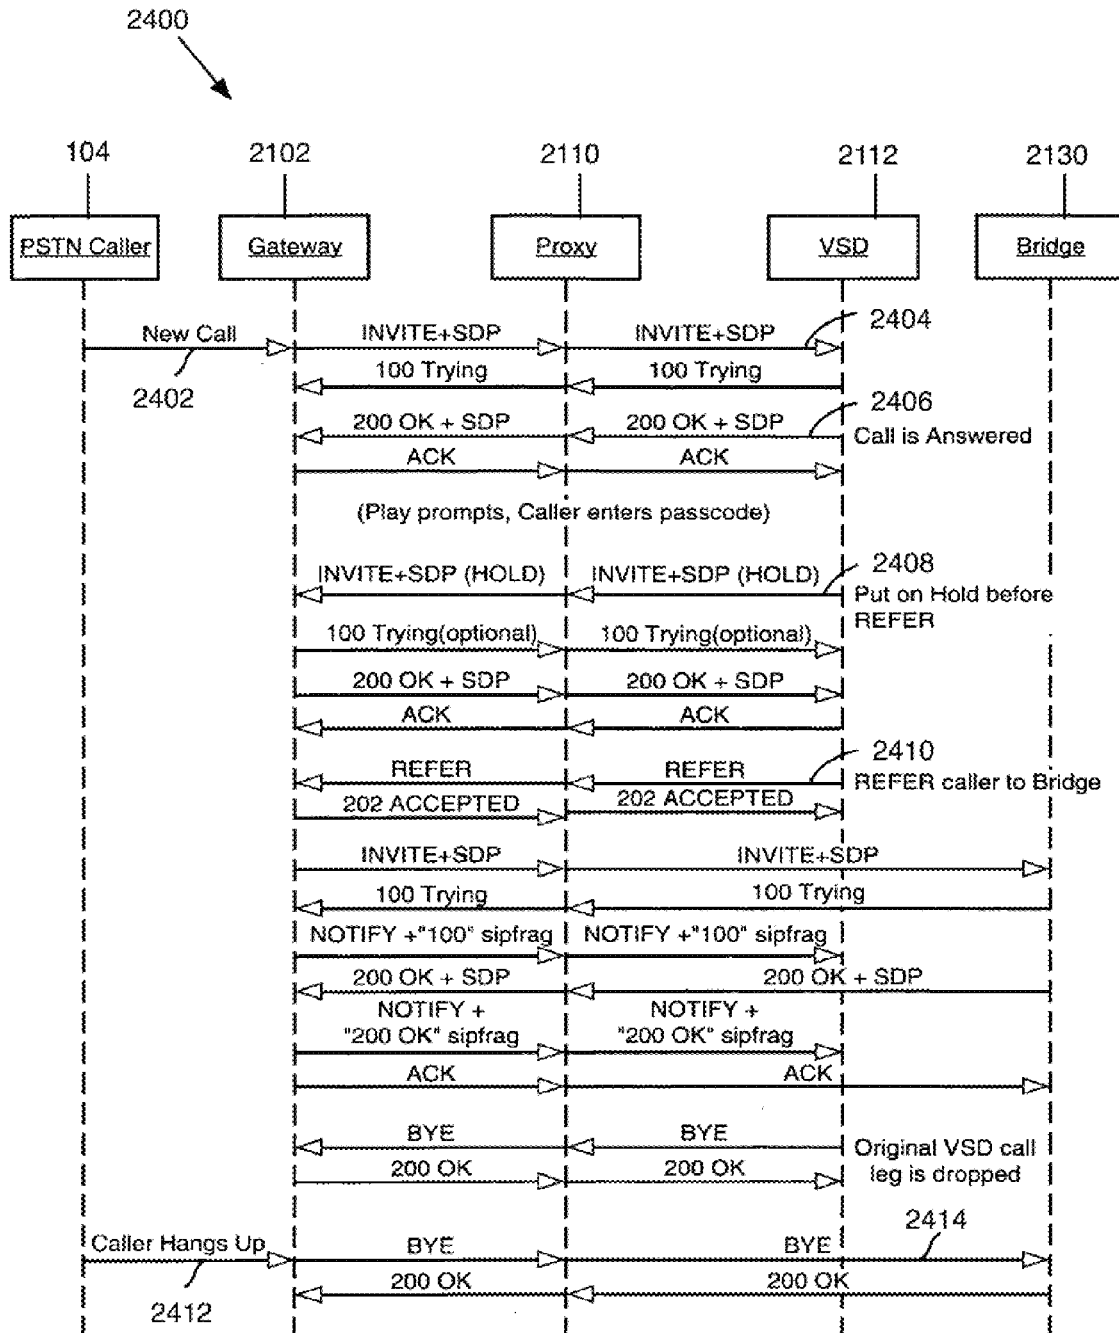 2400
104
2102
2110
2112
2130
PSTN Caller
Gateway
Proxy
VSD
Bridge
New Call
INVITE+SDP
INVITE+SDP
2404
2402
100 Trying
100 Trying
2406
200 OK + SDP
200 OK + SDP
Call is Answered
ACK
ACK
(Play prompts, Caller enters passcode)
2408
INVITE+SDP (HOLD)
INVITE+SDP (HOLD)
Put on Hold before
REFER
100 Trying(optional)
100 Trying(optional)
200 OK + SDP
200 OK + SDP
ACK
ACK
2410
REFER
REFER
REFER caller to Bridge
202 ACCEPTED
202 ACCEPTED
INVITE+SDP
INVITE+SDP
100 Trying
100 Trying
NOTIFY +"100" sipfrag
NOTIFY +"100" sipfrag
200 OK + SDP
200 OK + SDP
NOTIFY +
"200 OK" sipfrag
NOTIFY +
"200 OK" sipfrag
ACK
ACK
BYE
BYE
Original VSD call
leg is dropped
200 OK
200 OK
2414
Caller Hangs Up
BYE
BYE
2412
200 OK
200 OK